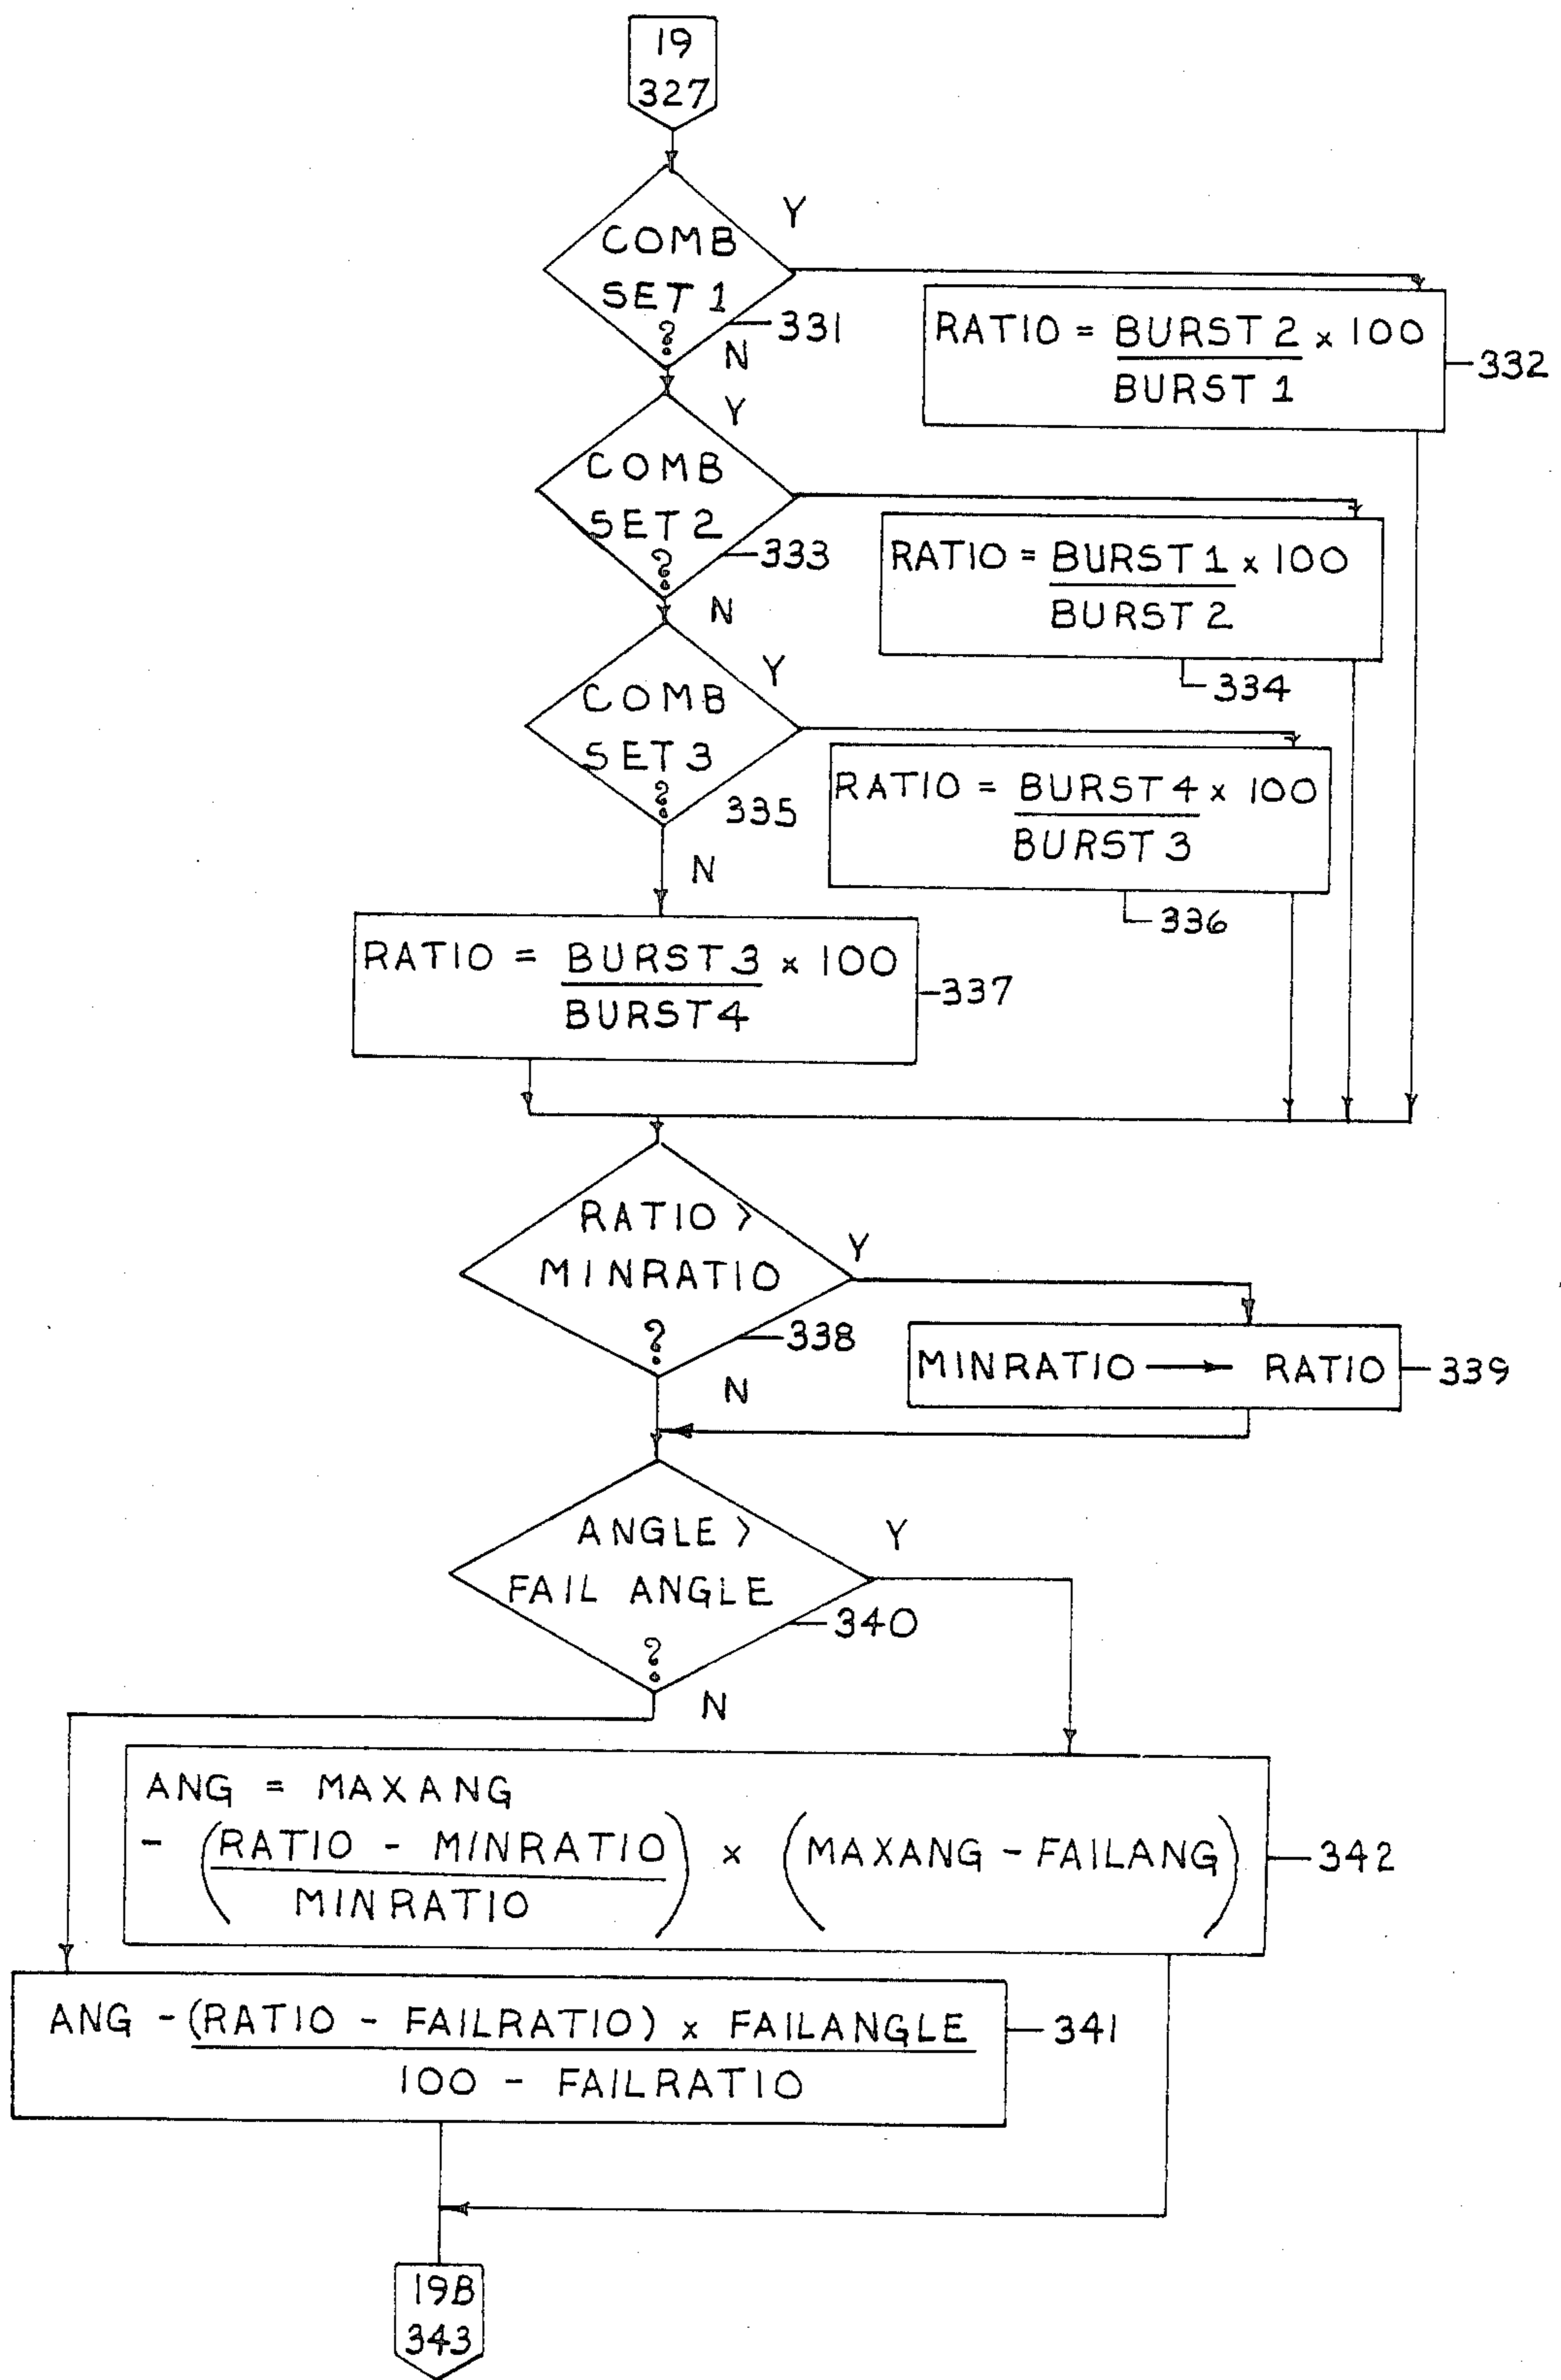 19
327
Y
COMB
SET 1
?
331
N
RATIO = BURST 2 x 100
BURST 1
332
Y
COMB
SET 2
?
333
N
RATIO = BURST 1 x 100
BURST 2
334
Y
COMB
SET 3
?
335
N
RATIO = BURST 4 x 100
BURST 3
336
RATIO = BURST 3 x 100
BURST 4
337
RATIO >
MINRATIO
?
338
Y
N
MINRATIO → RATIO
339
ANGLE >
FAIL ANGLE
?
340
Y
N
ANG = MAXANG
- (RATIO - MINRATIO) x (MAXANG - FAILANG)
MINRATIO
342
ANG - (RATIO - FAILRATIO) x FAILANGLE
100 - FAILRATIO
341
19B
343